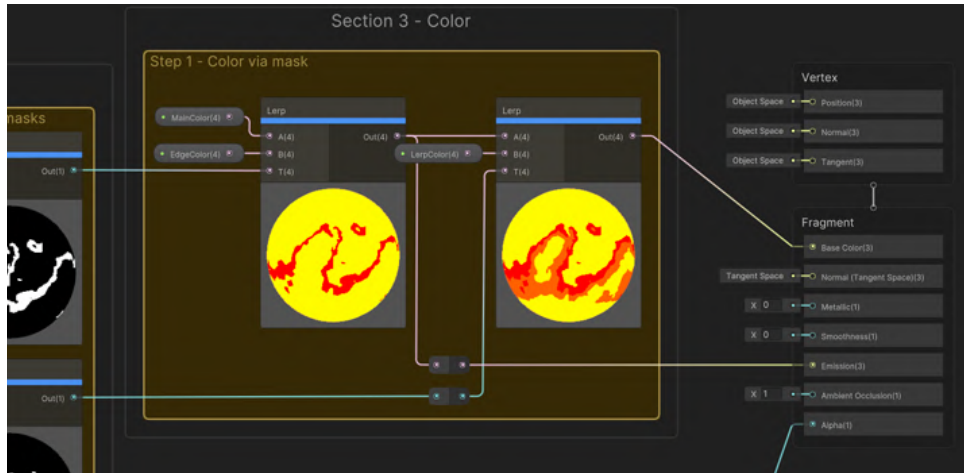 Section 3 - Color
Step 1 - Color via mask
masks
Out(1)
Out(1)
MainColor(4)
EdgeColor(4)
Lerp
A(4)
B(4)
T(4)
Out(4)
LerpColor(4)
Lerp
A(4)
B(4)
T(4)
Out(4)
Vertex
Object Space
Position(3)
Object Space
Normal(3)
Object Space
Tangent(3)
Fragment
Base Color(3)
Tangent Space
Normal (Tangent Space)(3)
X 0
Metallic(1)
X 0
Smoothness(1)
Emission(3)
X 1
Ambient Occlusion(1)
Alpha(1)